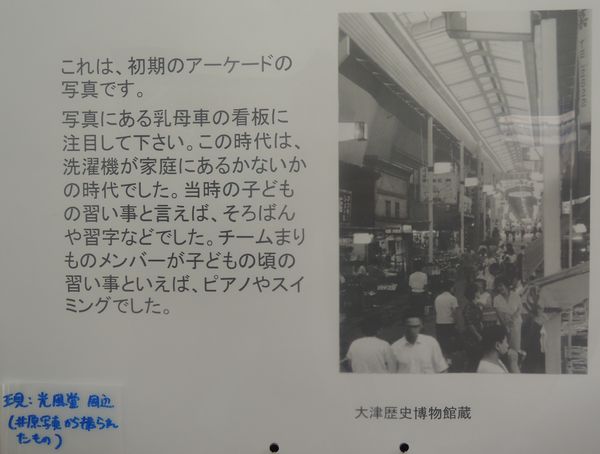 これは、初期のアーケードの
写真です。
写真にある乳母車の看板に
注目して下さい。この時代は、
洗濯機が家庭にあるかないか
の時代でした。当時の子ども
の習い事と言えば、そろばん
や習字などでした。チームまり
ものメンバーが子どもの頃の
習い事といえば、ピアノやスイ
ミングでした。
大津歴史博物館蔵
現:光風堂 周辺
(井原写真から撮られ
たもの)